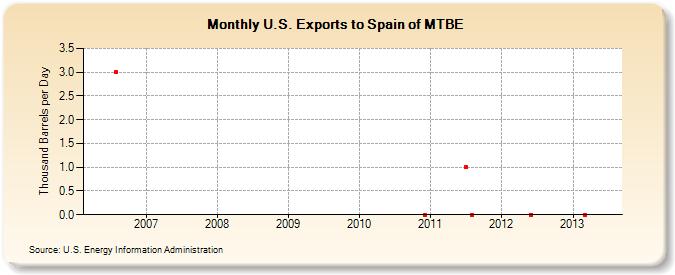 Monthly U.S. Exports to Spain of MTBE
Thousand Barrels per Day
3.5
3.0
2.5
2.0
1.5
1.0
0.5
0.0
2007 2008 2009 2010 2011 2012 2013
Source: U.S. Energy Information Administration